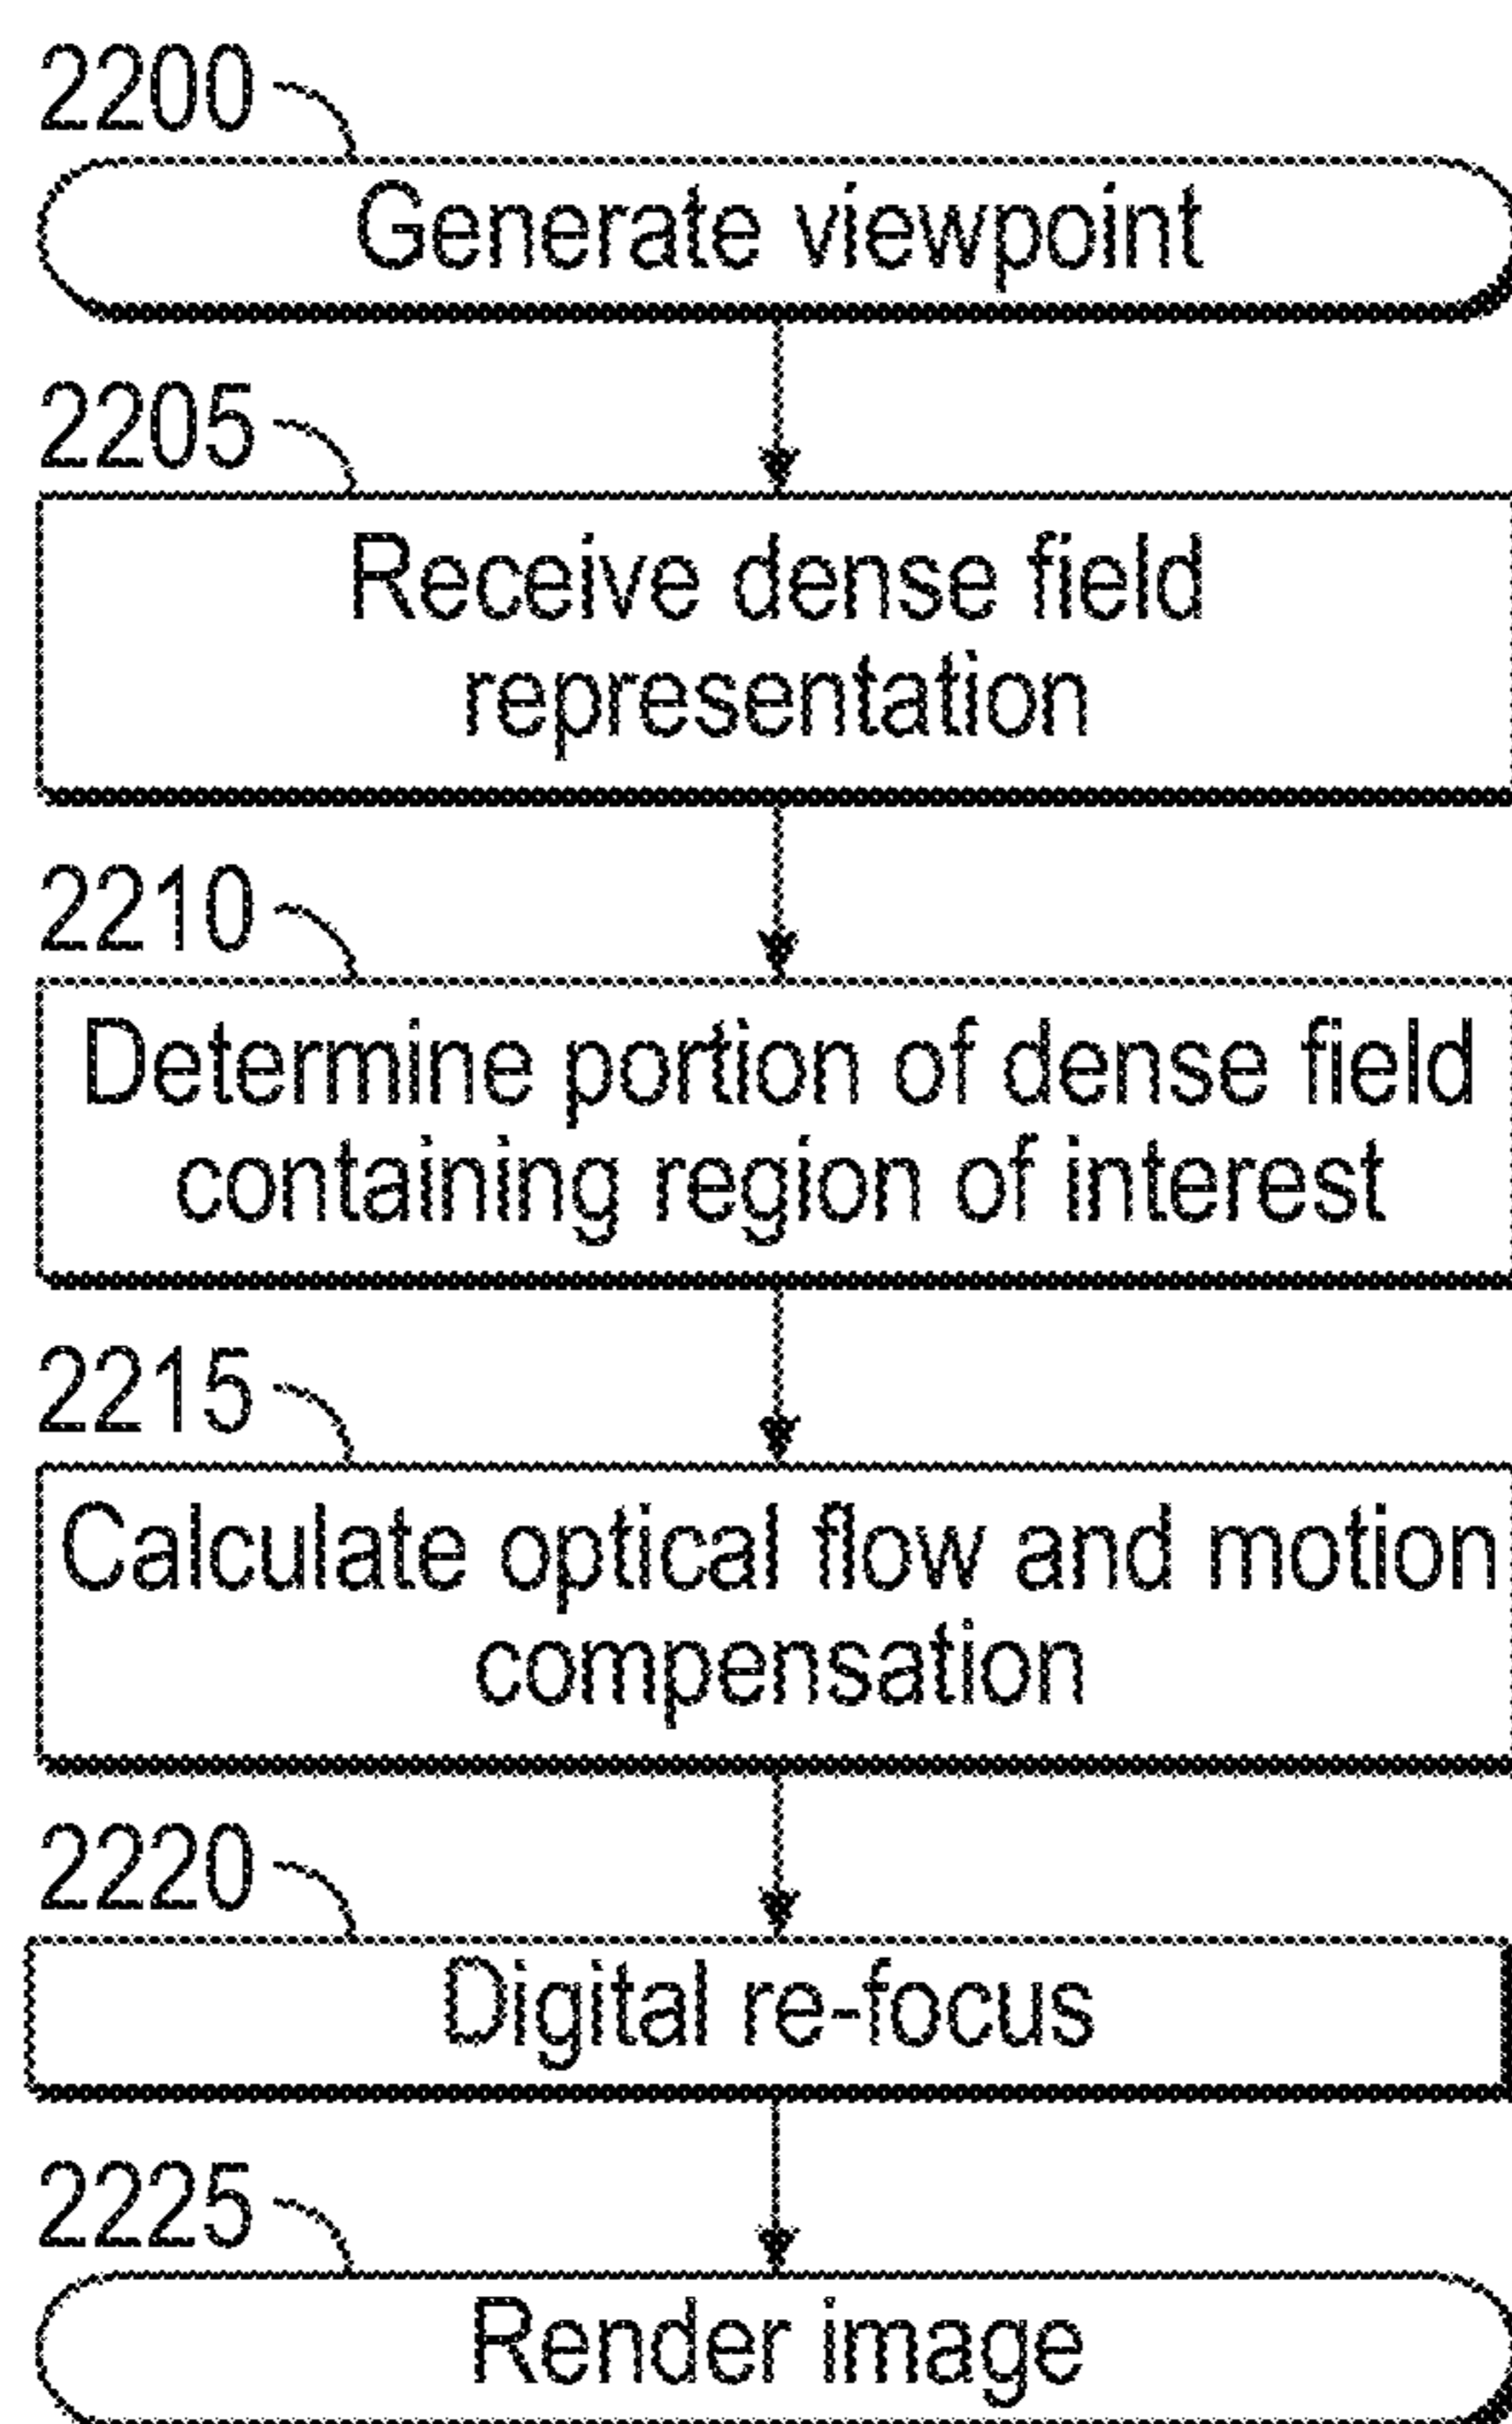 2200
Generate viewpoint
2205
Receive dense field
representation
2210
Determine portion of dense field
containing region of interest
2215
Calculate optical flow and motion
compensation
2220
Digital re-focus
2225
Render image